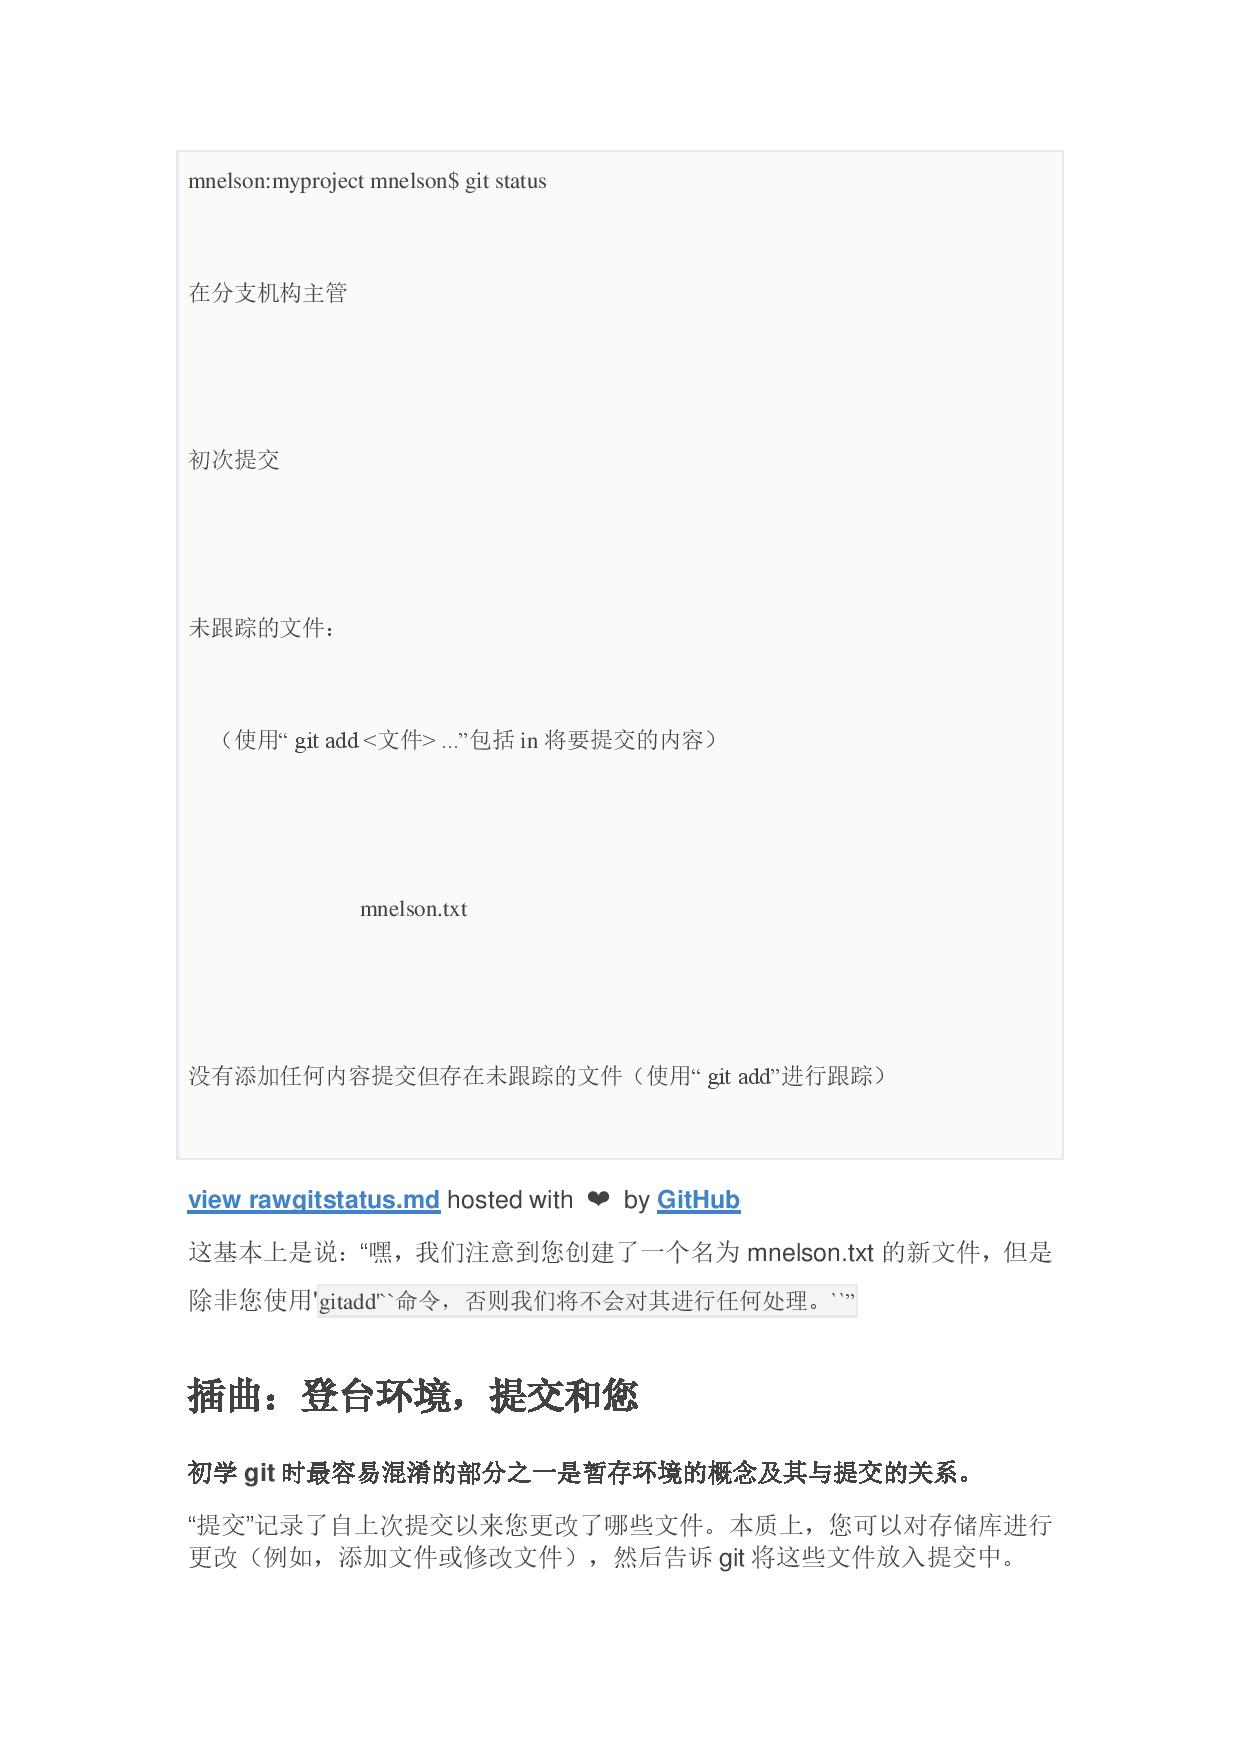 mnelson:myproject mnelson$ git status
在分支机构主管
初次提交
未跟踪的文件：
（使用“ git add <文件> ...”包括 in 将要提交的内容）
mnelson.txt
没有添加任何内容提交但存在未跟踪的文件（使用“ git add”进行跟踪）
view rawgitstatus.md hosted with ❤ by GitHub
这基本上是说：“嘿，我们注意到您创建了一个名为 mnelson.txt 的新文件，但是
除非您使用'gitadd'``命令，否则我们将不会对其进行任何处理。``”
插曲：登台环境，提交和您
初学 git 时最容易混淆的部分之一是暂存环境的概念及其与提交的关系。
“提交”记录了自上次提交以来您更改了哪些文件。本质上，您可以对存储库进行
更改（例如，添加文件或修改文件），然后告诉 git 将这些文件放入提交中。